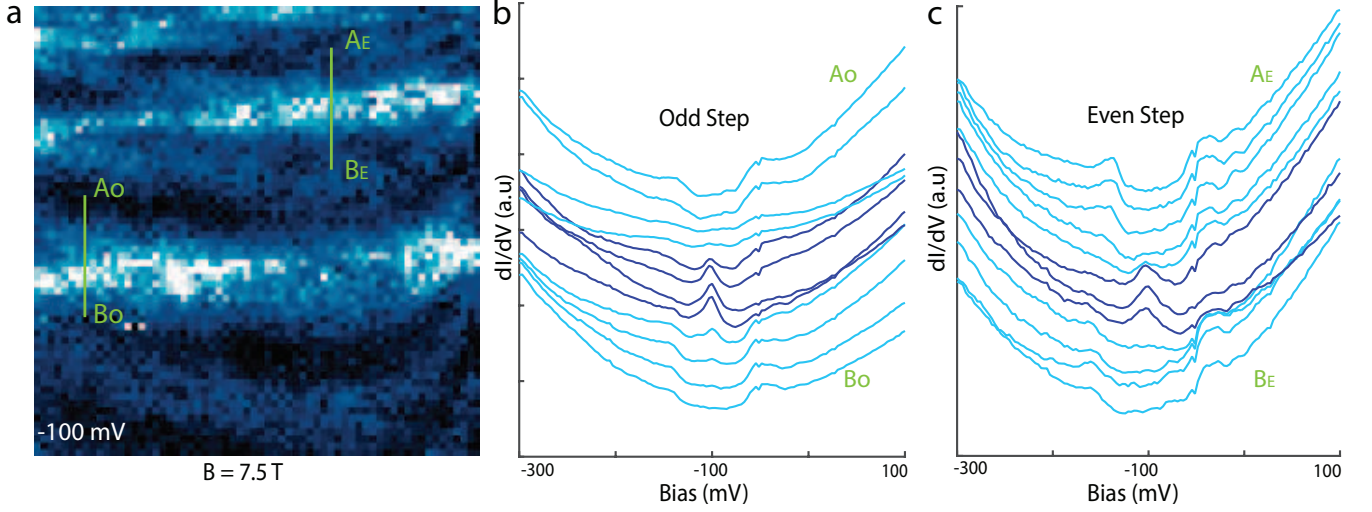 a
AE
BE
Ao
Bo
-100 mV
B = 7.5 T
b
Ao
Odd Step
Bo
dI/dV (a.u)
-300
-100
100
Bias (mV)
c
AE
Even Step
BE
dI/dV (a.u)
-300
-100
100
Bias (mV)